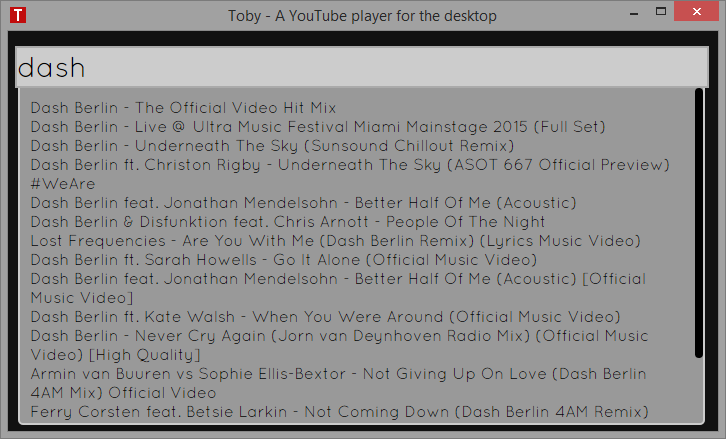 T Toby - A YouTube player for the desktop
dash
Dash Berlin - The Official Video Hit Mix
Dash Berlin - Live @ Ultra Music Festival Miami Mainstage 2015 (Full Set)
Dash Berlin - Underneath The Sky (Sunsound Chillout Remix)
Dash Berlin ft. Christon Rigby - Underneath The Sky (ASOT 667 Official Preview)
#WeAre
Dash Berlin feat. Jonathan Mendelsohn - Better Half Of Me (Acoustic)
Dash Berlin & Disfunktion feat. Chris Arnott - People Of The Night
Lost Frequencies - Are You With Me (Dash Berlin Remix) (Lyrics Music Video)
Dash Berlin ft. Sarah Howells - Go It Alone (Official Music Video)
Dash Berlin feat. Jonathan Mendelsohn - Better Half Of Me (Acoustic) [Official
Music Video]
Dash Berlin ft. Kate Walsh - When You Were Around (Official Music Video)
Dash Berlin - Never Cry Again (Jorn van Deynhoven Radio Mix) (Official Music
Video) [High Quality]
Armin van Buuren vs Sophie Ellis-Bextor - Not Giving Up On Love (Dash Berlin
4AM Mix) Official Video
Ferry Corsten feat. Betsie Larkin - Not Coming Down (Dash Berlin 4AM Remix)